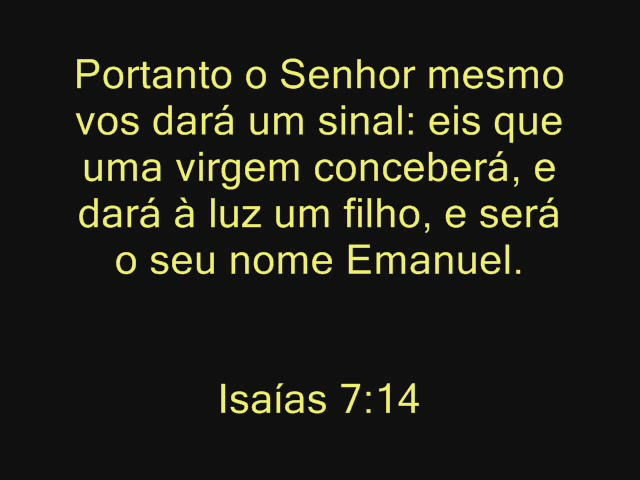 Portanto o Senhor mesmo
vos dará um sinal: eis que
uma virgem conceberá, e
dará à luz um filho, e será
o seu nome Emanuel.
Isaías 7:14